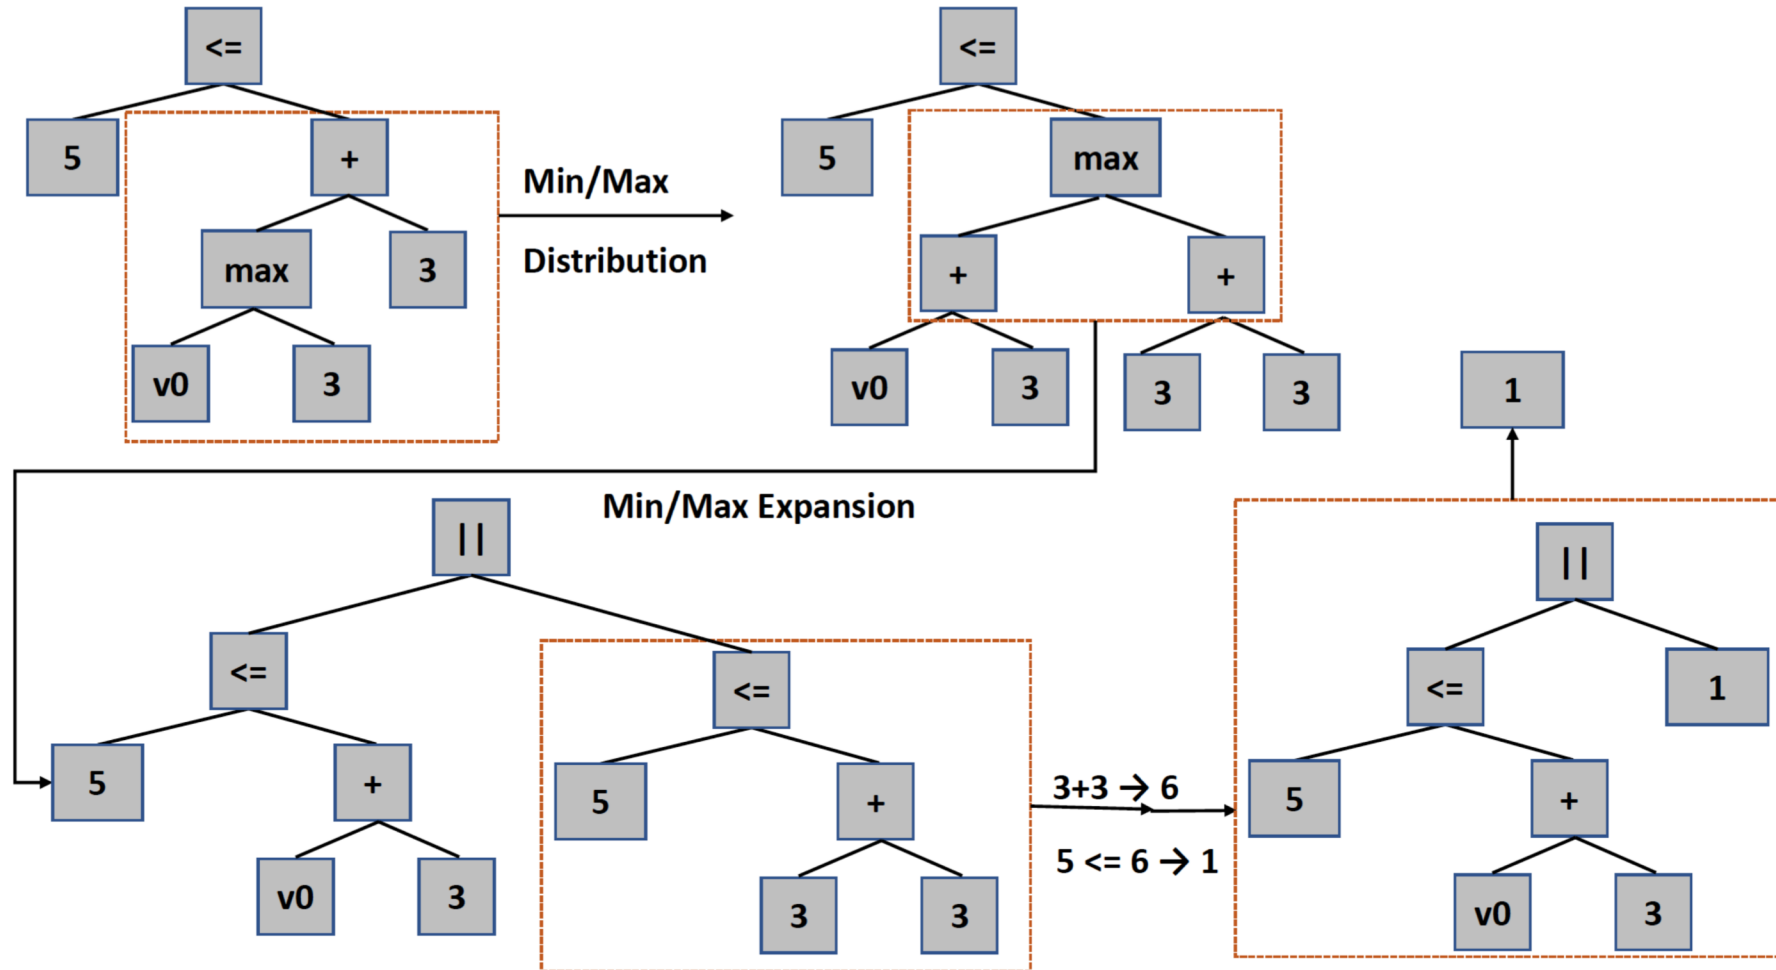 <=
<=
5
+
5
max
Min/Max
max
3
+
+
Distribution
v0
3
v0
3
3
3
1
Min/Max Expansion
||
||
<=
<=
<=
1
5
+
5
+
3+3 → 6
5
+
5 <= 6 → 1
v0
3
3
3
v0
3